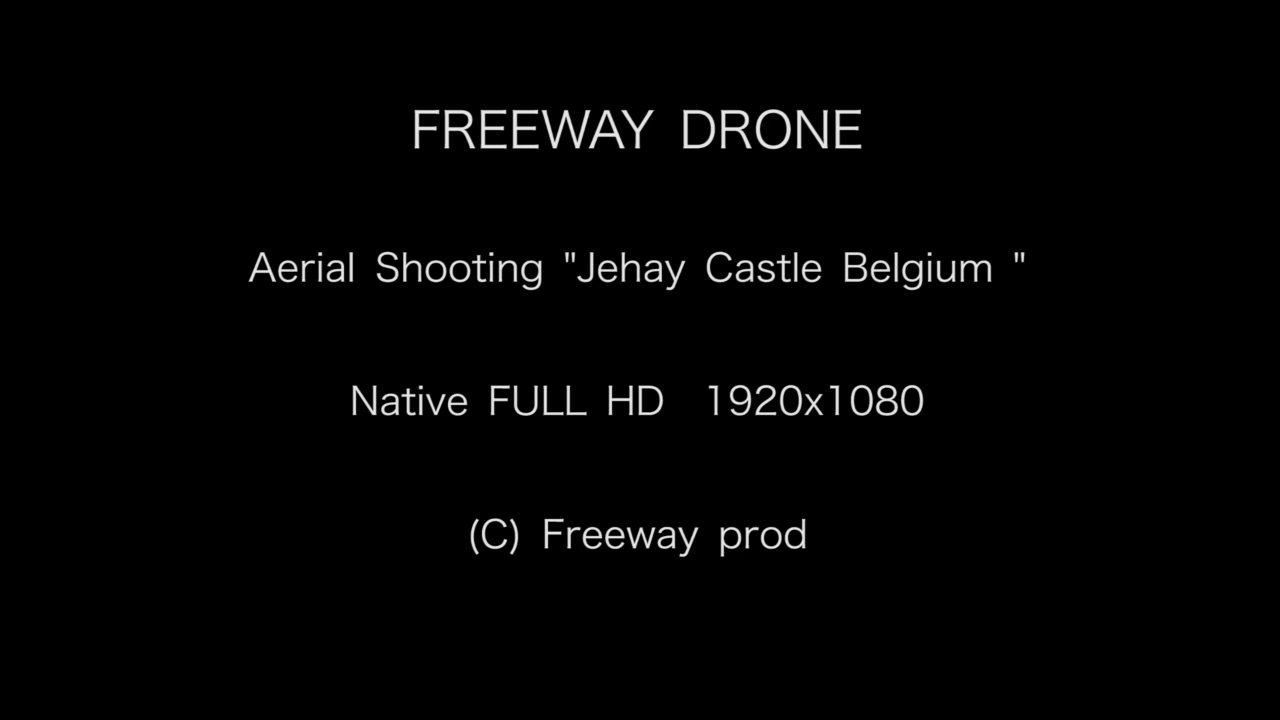 FREEWAY DRONE
Aerial Shooting "Jehay Castle Belgium "
Native FULL HD  1920x1080
(C) Freeway prod